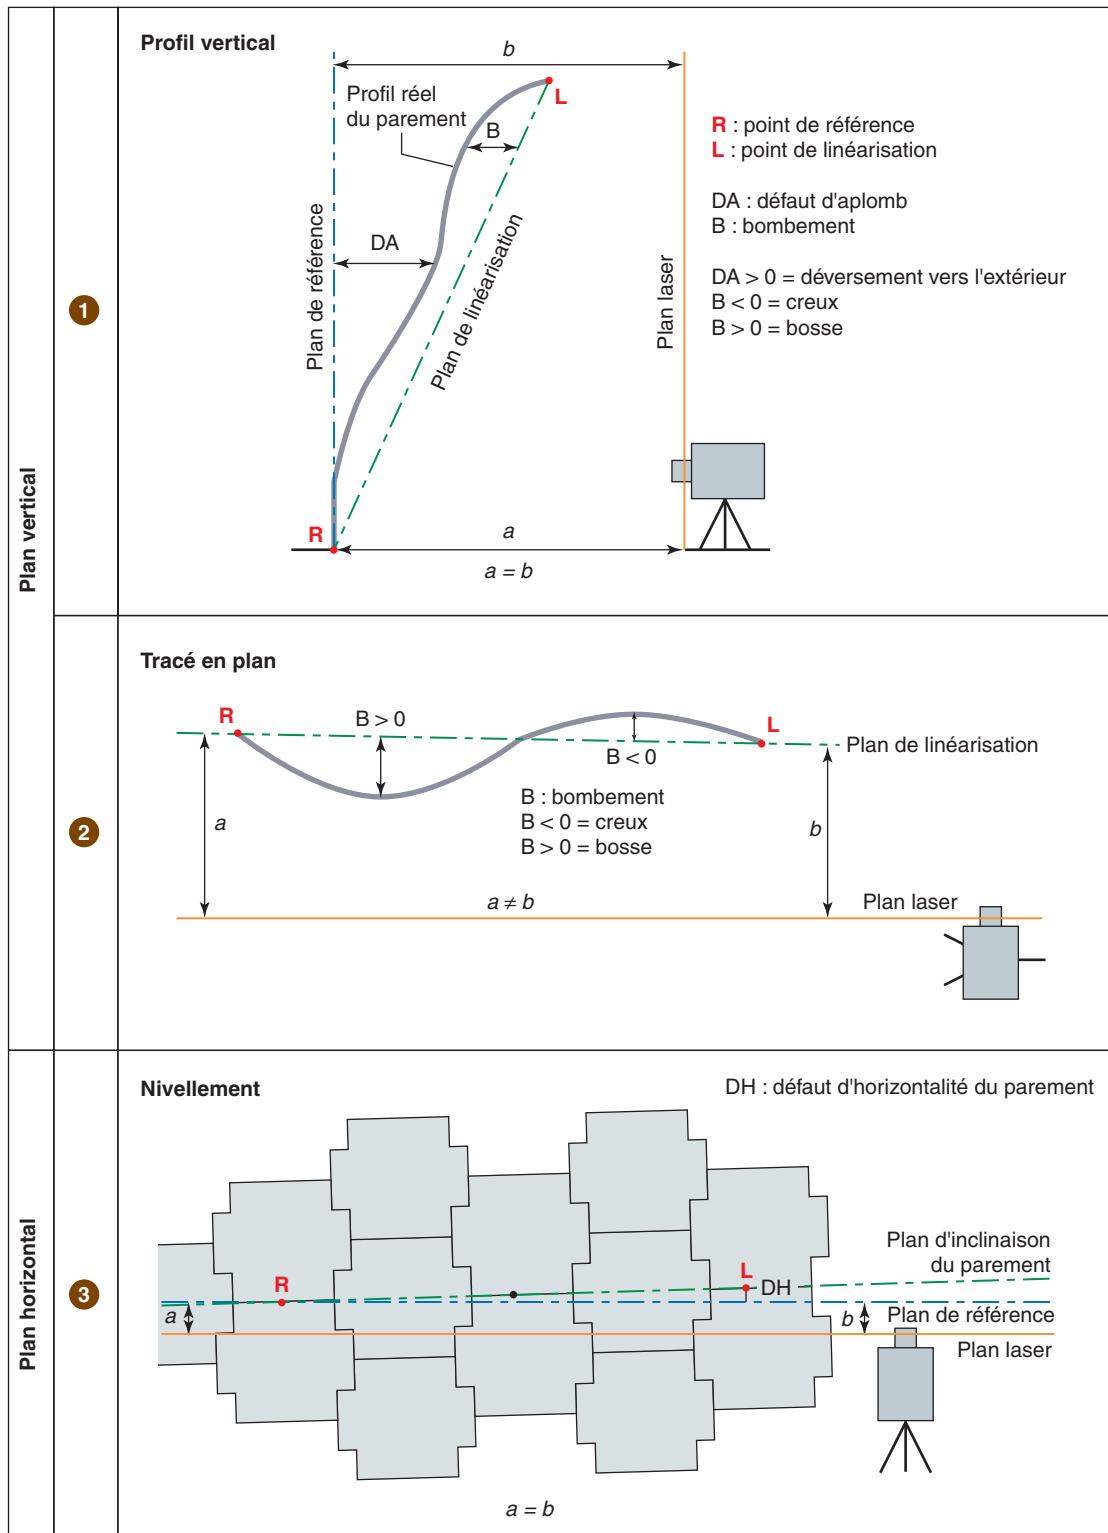 Plan vertical
1
Profil vertical
b
Profil réel
du parement
L
B
R : point de référence
L : point de linéarisation
DA : défaut d'aplomb
B : bombement
DA > 0 = déversement vers l'extérieur
B < 0 = creux
B > 0 = bosse
Plan de référence
DA
Plan de linéarisation
Plan laser
R
a
a = b
2
Tracé en plan
R
B > 0
L
Plan de linéarisation
B < 0
B : bombement
B < 0 = creux
B > 0 = bosse
a
b
a ≠ b
Plan laser
Plan horizontal
3
Nivellement
DH : défaut d'horizontalité du parement
Plan d'inclinaison
du parement
R
L
DH
a
b
Plan de référence
Plan laser
a = b